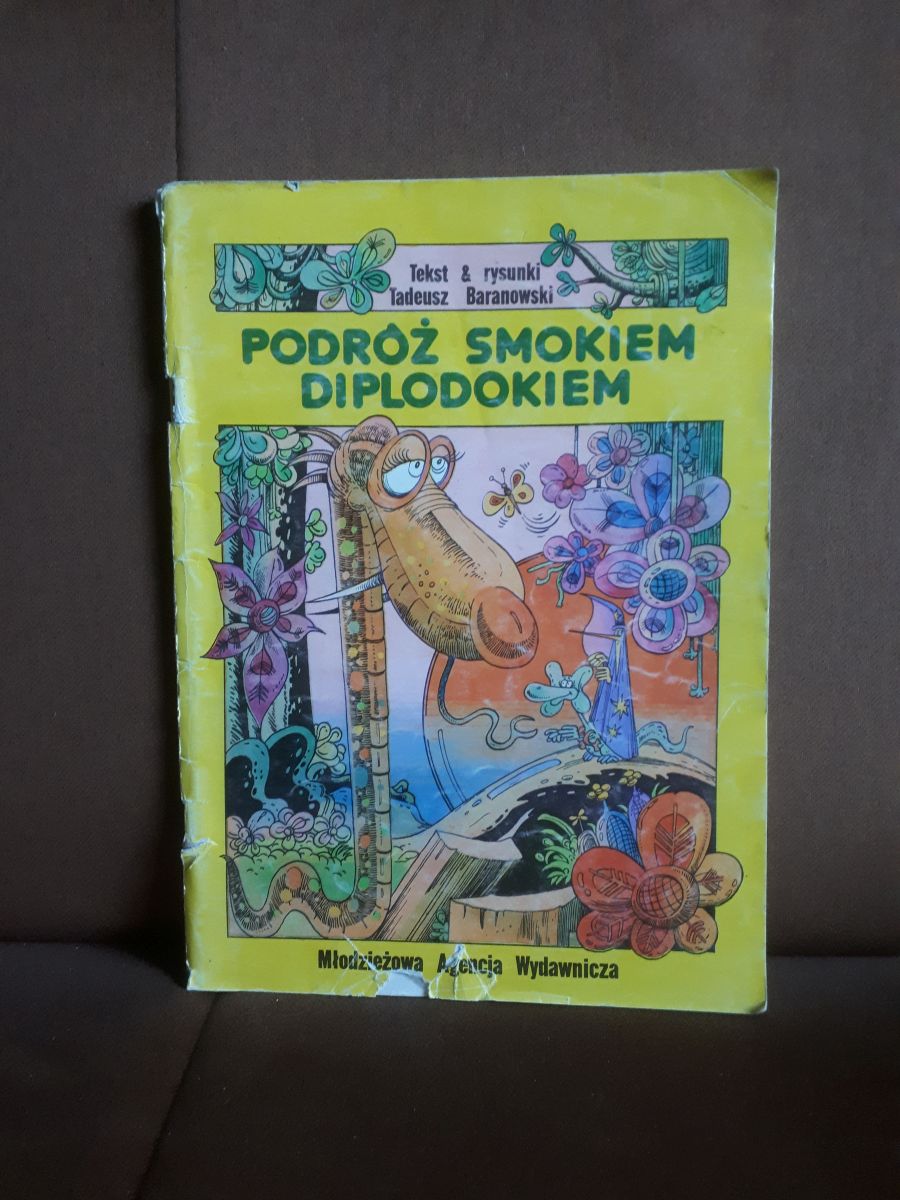 Tekst & rysunki
Tadeusz Baranowski
PODRÓŻ SMOKIEM
DIPLODOKIEM
Młodzieżowa Agencja Wydawnicza